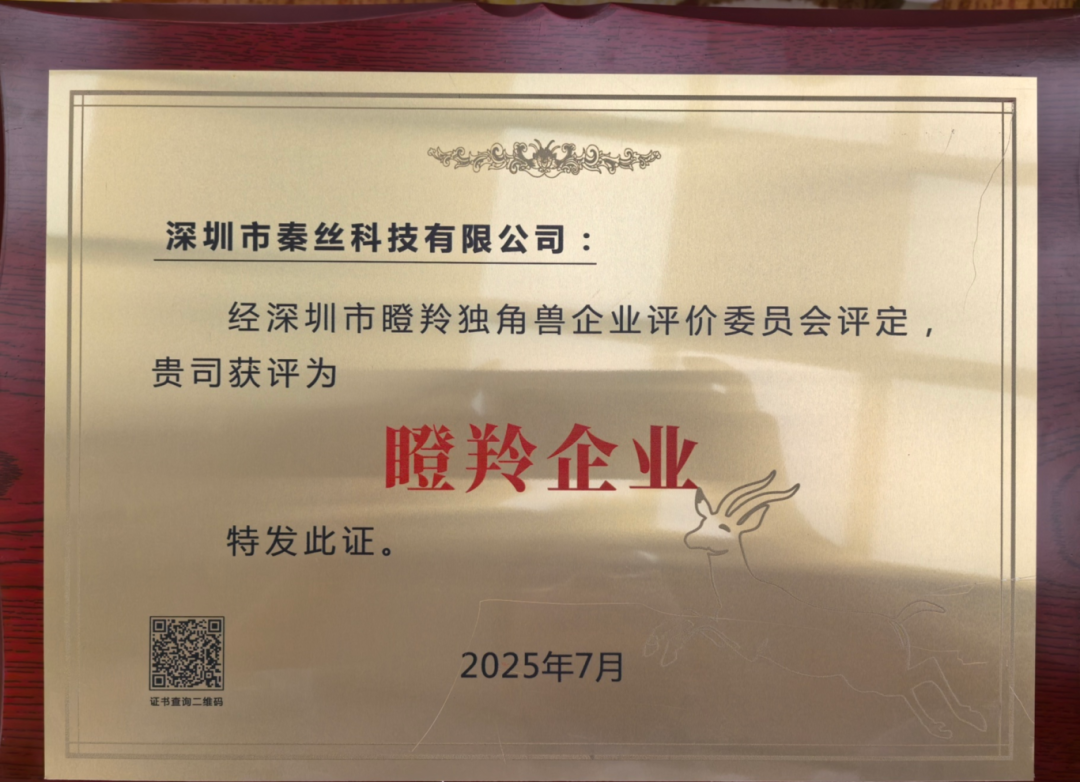 深圳市秦丝科技有限公司：
经深圳市瞪羚独角兽企业评价委员会评定，
贵司获评为
瞪羚企业
特发此证。
2025年7月
证书查询二维码